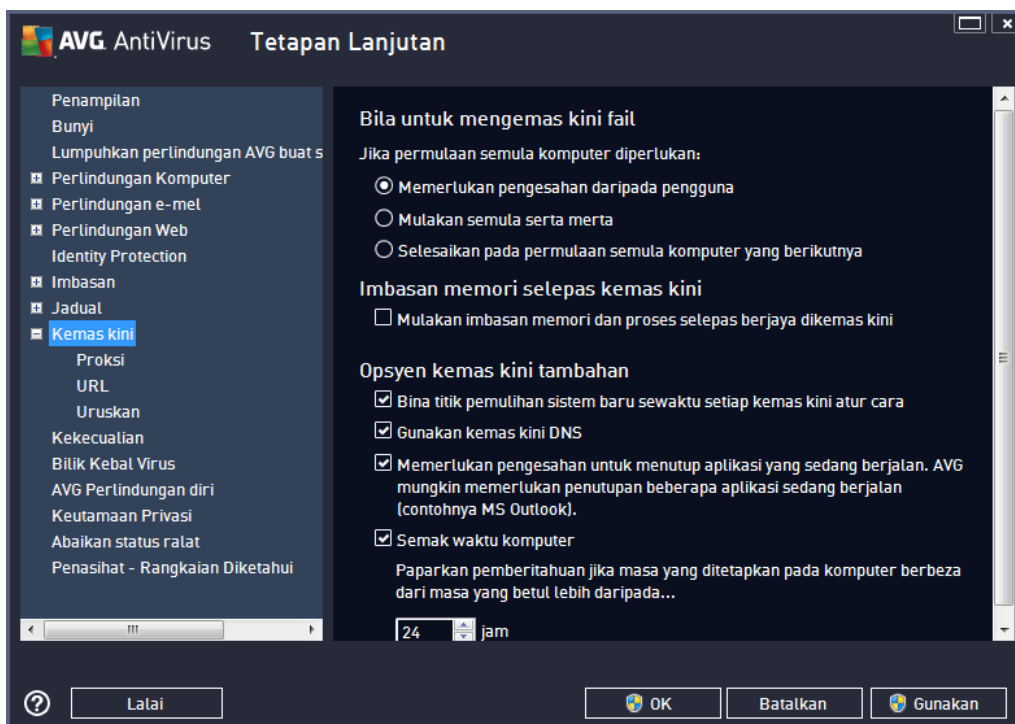 AVG AntiVirus Tetapan Lanjutan
Penampilan
Bunyi
Lumpuhkan perlindungan AVG buat s
Perlindungan Komputer
Perlindungan e-mel
Perlindungan Web
Identity Protection
Imbasan
Jadual
Kemas kini
Proksi
URL
Uruskan
Kekecualian
Bilik Kebal Virus
AVG Perlindungan diri
Keutamaan Privasi
Abaikan status ralat
Penasihat - Rangkaian Diketahui
Bila untuk mengemas kini fail
Jika permulaan semula komputer diperlukan:
Memerlukan pengesahan daripada pengguna
Mulakan semula serta merta
Selesaikan pada permulaan semula komputer yang berikutnya
Imbasan memori selepas kemas kini
Mulakan imbasan memori dan proses selepas berjaya dikemas kini
Opsyen kemas kini tambahan
Bina titik pemulihan sistem baru sewaktu setiap kemas kini atur cara
Gunakan kemas kini DNS
Memerlukan pengesahan untuk menutup aplikasi yang sedang berjalan. AVG
mungkin memerlukan penutupan beberapa aplikasi sedang berjalan
(contohnya MS Outlook).
Semak waktu komputer
Paparkan pemberitahuan jika masa yang ditetapkan pada komputer berbeza
dari masa yang betul lebih daripada...
24 jam
Lalai
OK
Batalkan
Gunakan